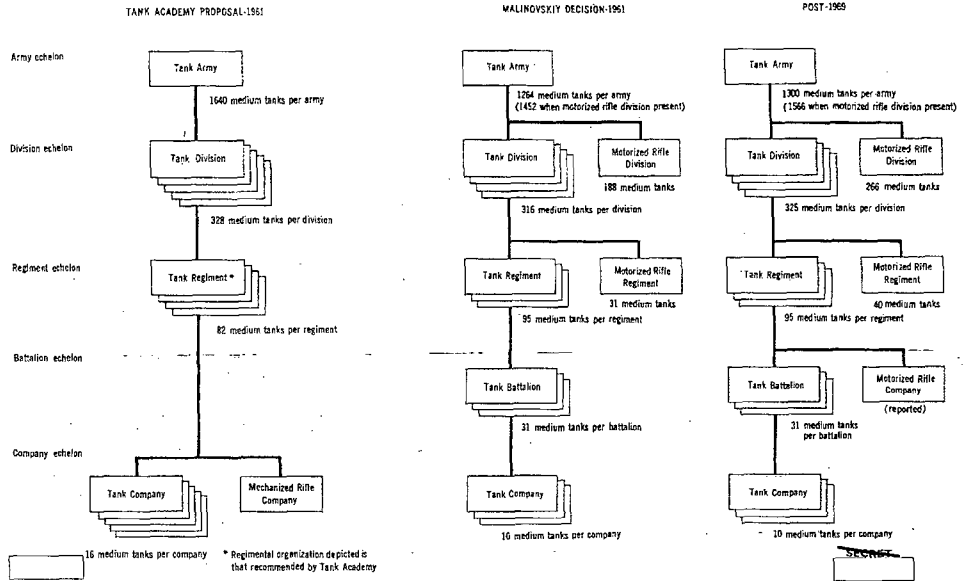 TANK ACADEMY PROPOSAL-1961
MALINOVSKIY DECISION-1961
POST-1969
Army echelon
Tank Army
1640 medium tanks per army
Division echelon
Tank Division
328 medium tanks per division
Regiment echelon
Tank Regiment *
82 medium tanks per regiment
Battalion echelon
Company echelon
Tank Company
Mechanized Rifle
Company
16 medium tanks per company
* Regimental organization depicted is
that recommended by Tank Academy
Tank Army
1264 medium tanks per army
(1452 when motorized rifle division present)
Tank Division
Motorized Rifle
Division
188 medium tanks
316 medium tanks per division
Tank Regiment
Motorized Rifle
Regiment
31 medium tanks
95 medium tanks per regiment
Tank Battalion
31 medium tanks per battalion
Tank Company
10 medium tanks per company
Tank Army
1300 medium tanks per army
(1566 when motorized rifle division present)
Tank Division
Motorized Rifle
Division
266 medium tanks
325 medium tanks per division
Tank Regiment
Motorized Rifle
Regiment
40 medium tanks
95 medium tanks per regiment
Tank Battalion
Motorized Rifle
Company
(reported)
31 medium tanks
per battalion
Tank Company
10 medium tanks per company
SECRET